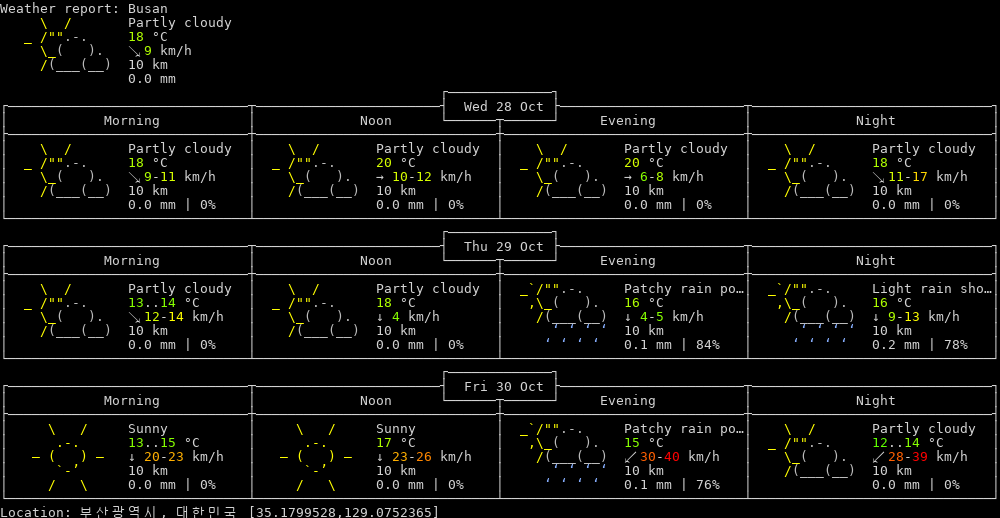 Weather report: Busan
Partly cloudy
18 °C
↘ 9 km/h
10 km
0.0 mm
Wed 28 Oct
Morning Noon Evening Night
Partly cloudy Partly cloudy Partly cloudy Partly cloudy
18 °C 20 °C 20 °C 18 °C
↘ 9-11 km/h → 10-12 km/h → 6-8 km/h ↘ 11-17 km/h
10 km 10 km 10 km 10 km
0.0 mm | 0% 0.0 mm | 0% 0.0 mm | 0% 0.0 mm | 0%
Thu 29 Oct
Morning Noon Evening Night
Partly cloudy Partly cloudy Patchy rain po… Light rain sho…
13..14 °C 18 °C 16 °C 16 °C
↘ 12-14 km/h ↓ 4 km/h ↓ 4-5 km/h ↓ 9-13 km/h
10 km 10 km 10 km 10 km
0.0 mm | 0% 0.0 mm | 0% 0.1 mm | 84% 0.2 mm | 78%
Fri 30 Oct
Morning Noon Evening Night
Sunny Sunny Patchy rain po… Partly cloudy
13..15 °C 17 °C 15 °C 12..14 °C
↓ 20-23 km/h ↓ 23-26 km/h ↙ 30-40 km/h ↙ 28-39 km/h
10 km 10 km 10 km 10 km
0.0 mm | 0% 0.0 mm | 0% 0.1 mm | 76% 0.0 mm | 0%
Location: 부산광역시, 대한민국 [35.1799528,129.0752365]